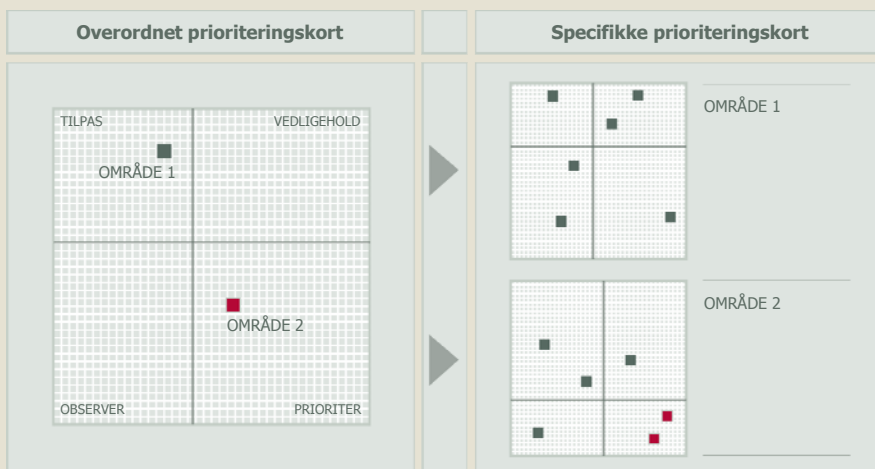 Overordnet prioriteringskort
Specifikke prioriteringskort
TILPAS
VEDLIGEHOLD
OMRÅDE 1
OMRÅDE 2
OBSERVER
PRIORITER
OMRÅDE 1
OMRÅDE 2